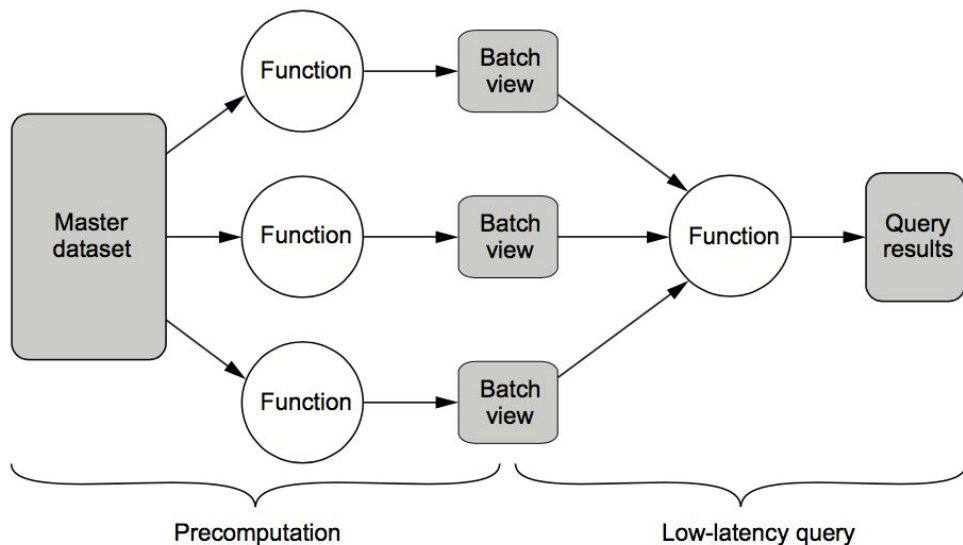 Function
Batch
view
Master
dataset
Function
Batch
view
Function
Query
results
Function
Batch
view
Precomputation
Low-latency query